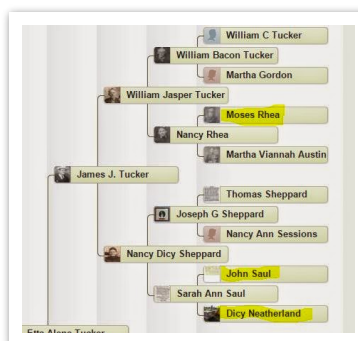 William C Tucker
William Bacon Tucker
Martha Gordon
William Jasper Tucker
Moses Rhea
Nancy Rhea
Martha Viannah Austin
James J. Tucker
Thomas Sheppard
Joseph G Sheppard
Nancy Ann Sessions
Nancy Dicy Sheppard
John Saul
Sarah Ann Saul
Dicy Neatherland
Tucker